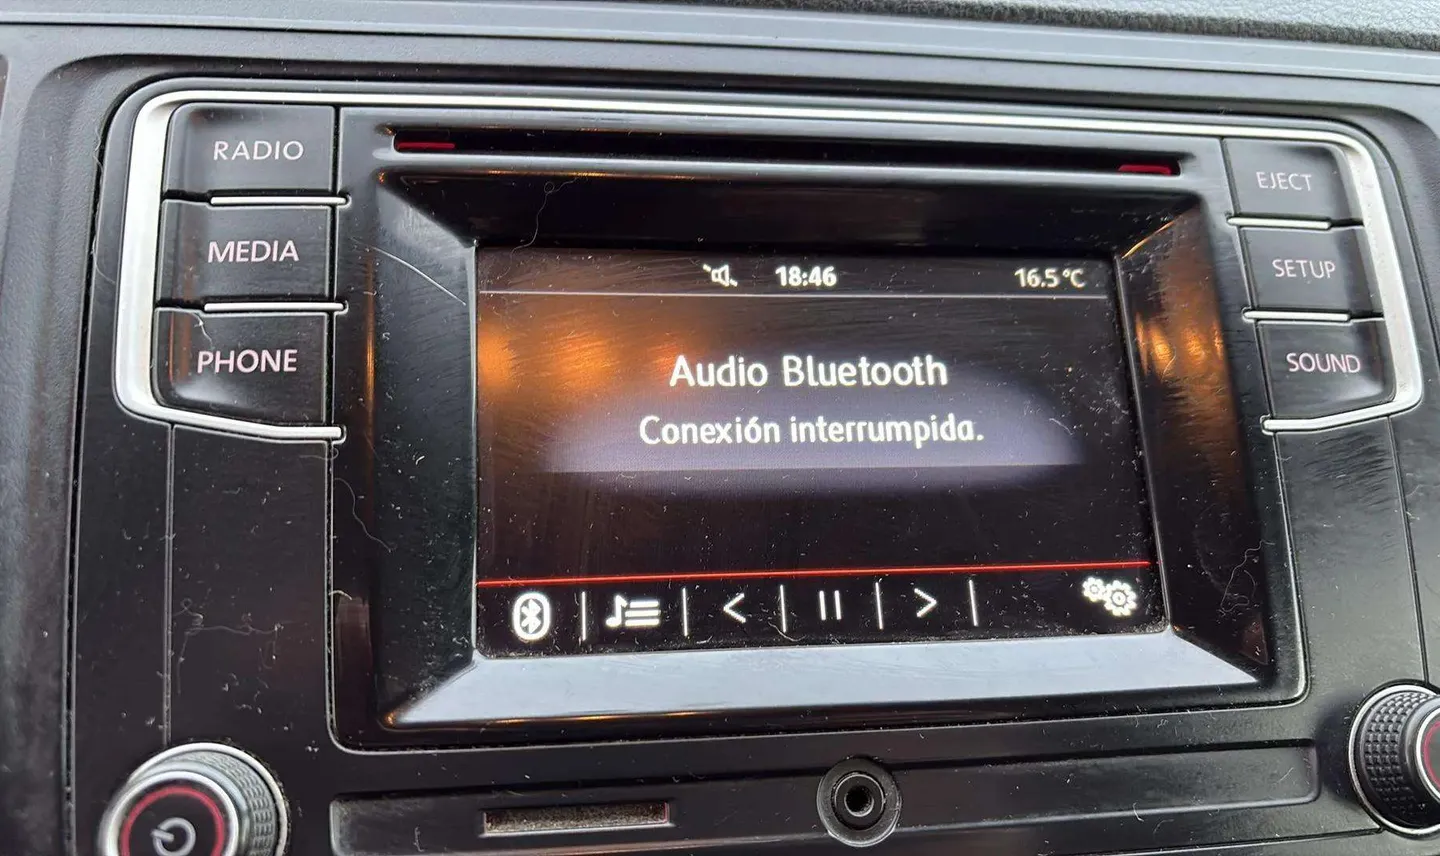 RADIO
MEDIA
PHONE
EJECT
SETUP
SOUND
18:46
16.5 °C
Audio Bluetooth
Conexión interrumpida.